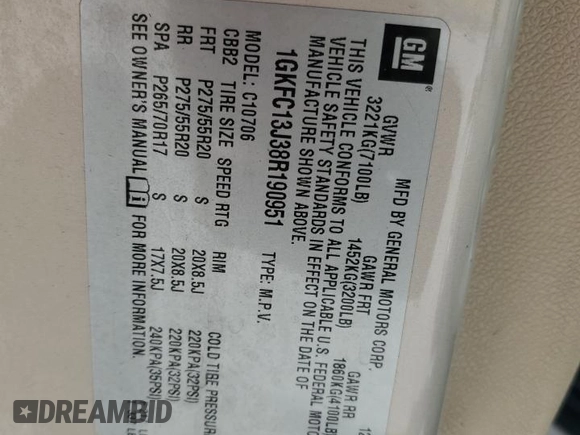 GM®
MFD BY GENERAL MOTORS CORP.
GVWR GAWR FRT GAWR RR
3221KG(7100LB) 1452KG(3200LB) 1860KG(4100LB)
THIS VEHICLE CONFORMS TO ALL APPLICABLE U.S. FEDERAL
VEHICLE SAFETY STANDARDS IN EFFECT ON THE DATE OF
MANUFACTURE SHOWN ABOVE.
1GKFC13J38R190951 TYPE: M.P.V.
MODEL: C10706
CBB2 TIRE SIZE SPEED RTG RIM COLD TIRE PRESSURE
FRT P275/55R20 S 20X8.5J 220KPA(32PSI)
RR P275/55R20 S 20X8.5J 220KPA(32PSI)
SPA P265/70R17 S 17X7.5J 240KPA(35PSI)
SEE OWNER'S MANUAL FOR MORE INFORMATION.
DREAMBID